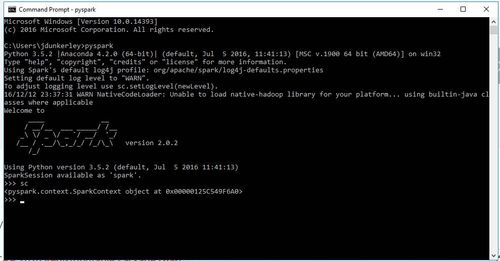 Command Prompt - pyspark
Microsoft Windows [Version 10.0.14393]
(c) 2016 Microsoft Corporation. All rights reserved.
C:\Users\jdunkerley>pyspark
Python 3.5.2 |Anaconda 4.2.0 (64-bit)| (default, Jul  5 2016, 11:41:13) [MSC v.1900 64 bit (AMD64)] on win32
Type "help", "copyright", "credits" or "license" for more information.
Using Spark's default log4j profile: org/apache/spark/log4j-defaults.properties
Setting default log level to "WARN".
To adjust logging level use sc.setLogLevel(newLevel).
16/12/12 23:37:31 WARN NativeCodeLoader: Unable to load native-hadoop library for your platform... using builtin-java cl
asses where applicable
Welcome to
Spark version 2.0.2
Using Python version 3.5.2 (default, Jul  5 2016 11:41:13)
SparkSession available as 'spark'.
>>> sc
<pyspark.context.SparkContext object at 0x00000125C549F6A0>
>>>